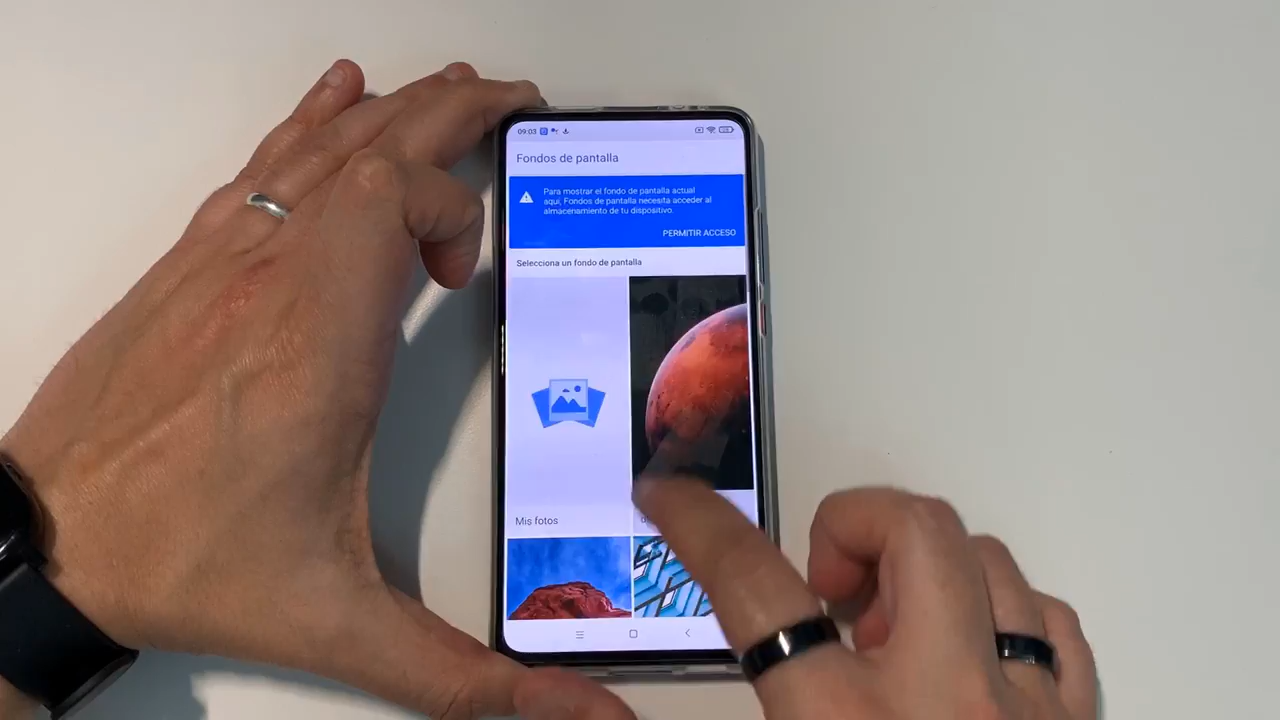 09:03
Fondos de pantalla
Para mostrar el fondo de pantalla actual
aquí, Fondos de pantalla necesita acceder al
almacenamiento de tu dispositivo.
PERMITIR ACCESO
Selecciona un fondo de pantalla
Mis fotos